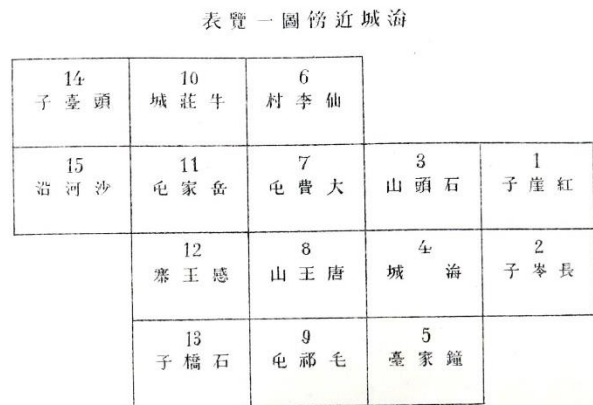 海城近傍圖一覽表
1
紅崖子
2
長岺子
3
石頭山
4
海城
5
鐘家臺
6
仙李村
7
大費屯
8
唐王山
9
毛祁屯
10
牛莊城
11
岳家屯
12
感王寨
13
石橋子
14
頭臺子
15
沙河沿